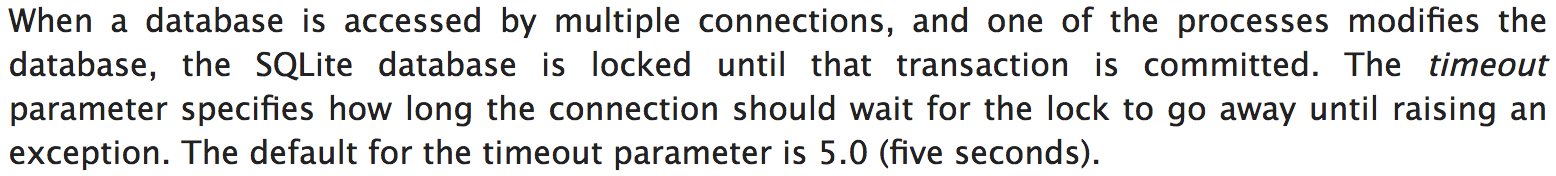 When a database is accessed by multiple connections, and one of the processes modifies the
database, the SQLite database is locked until that transaction is committed. The timeout
parameter specifies how long the connection should wait for the lock to go away until raising an
exception. The default for the timeout parameter is 5.0 (five seconds).